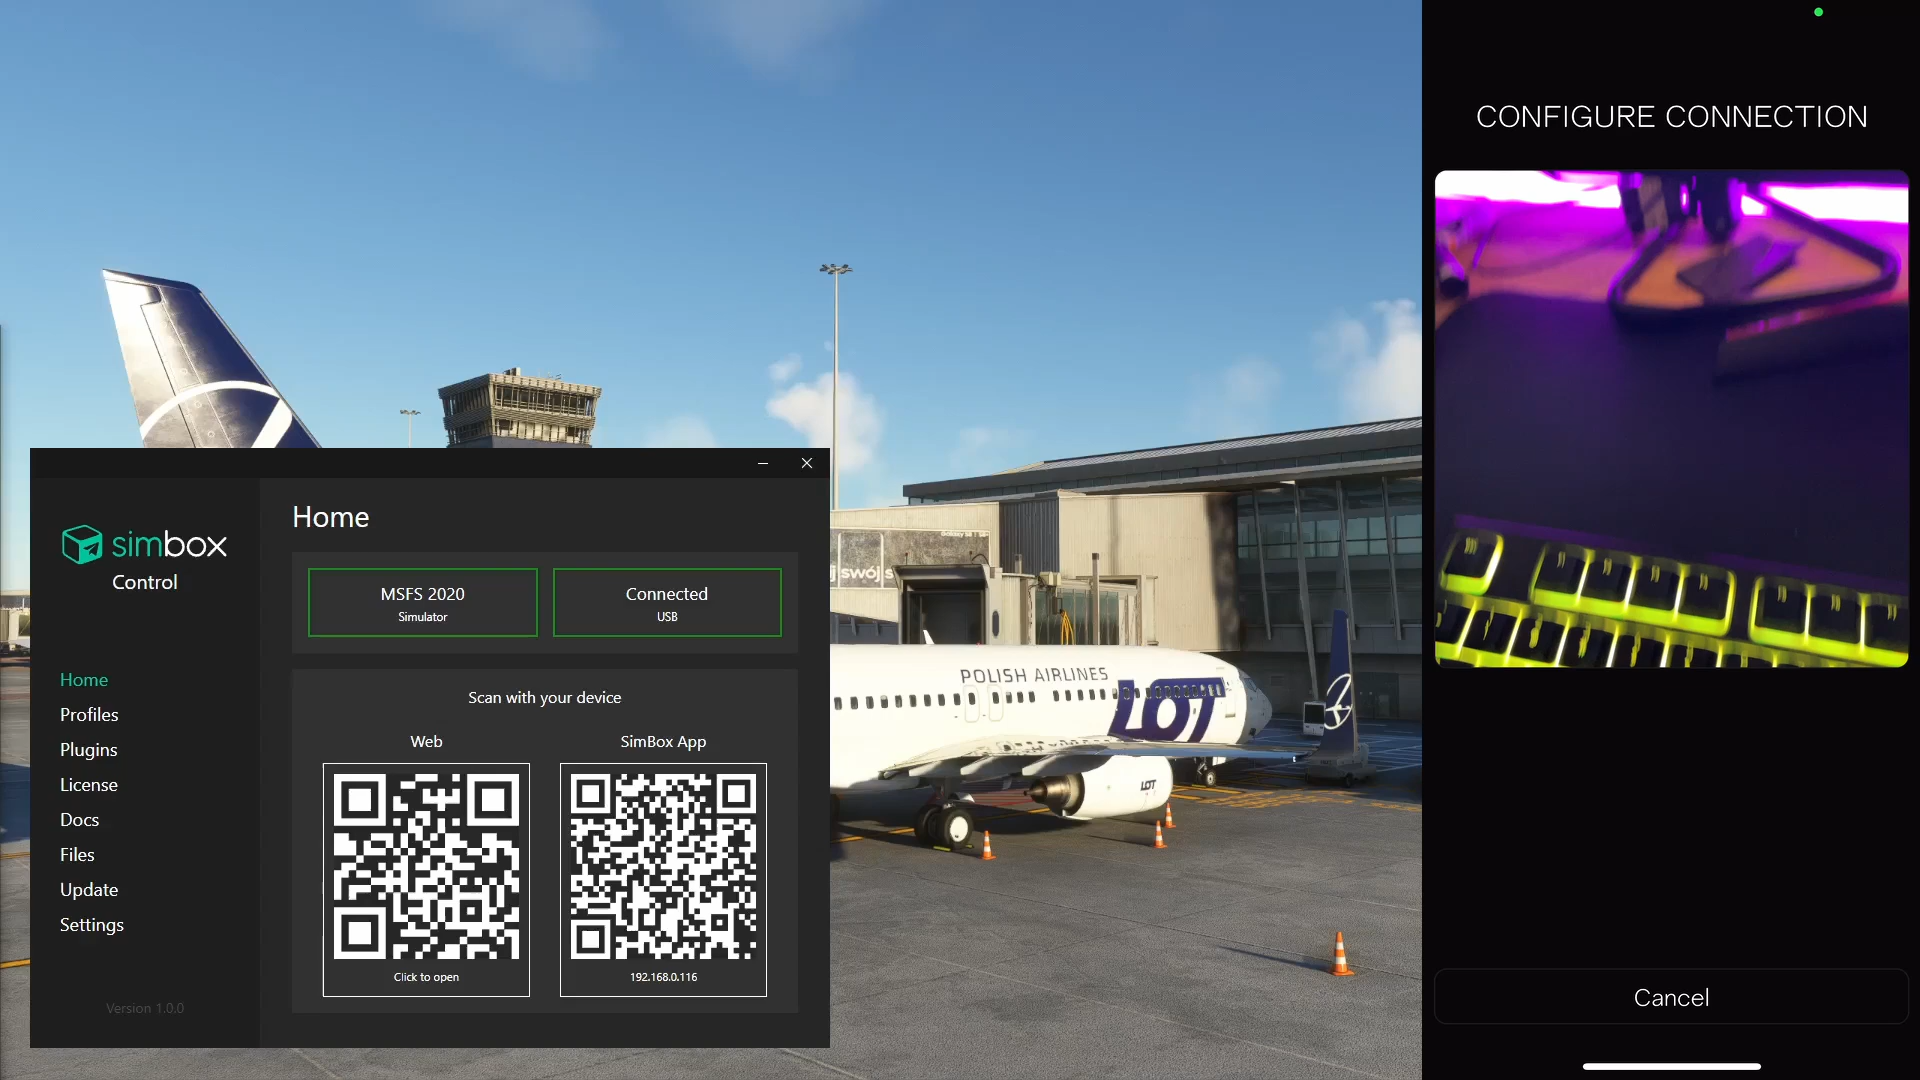 CONFIGURE CONNECTION
Home
simbox
Control
MSFS 2020
Simulator
Connected
USB
Scan with your device
Web
SimBox App
Click to open
192.168.0.116
Home
Profiles
Plugins
License
Docs
Files
Update
Settings
Version 1.0.0
swój s
POLISH AIRLINES
LOT
LOT
Cancel